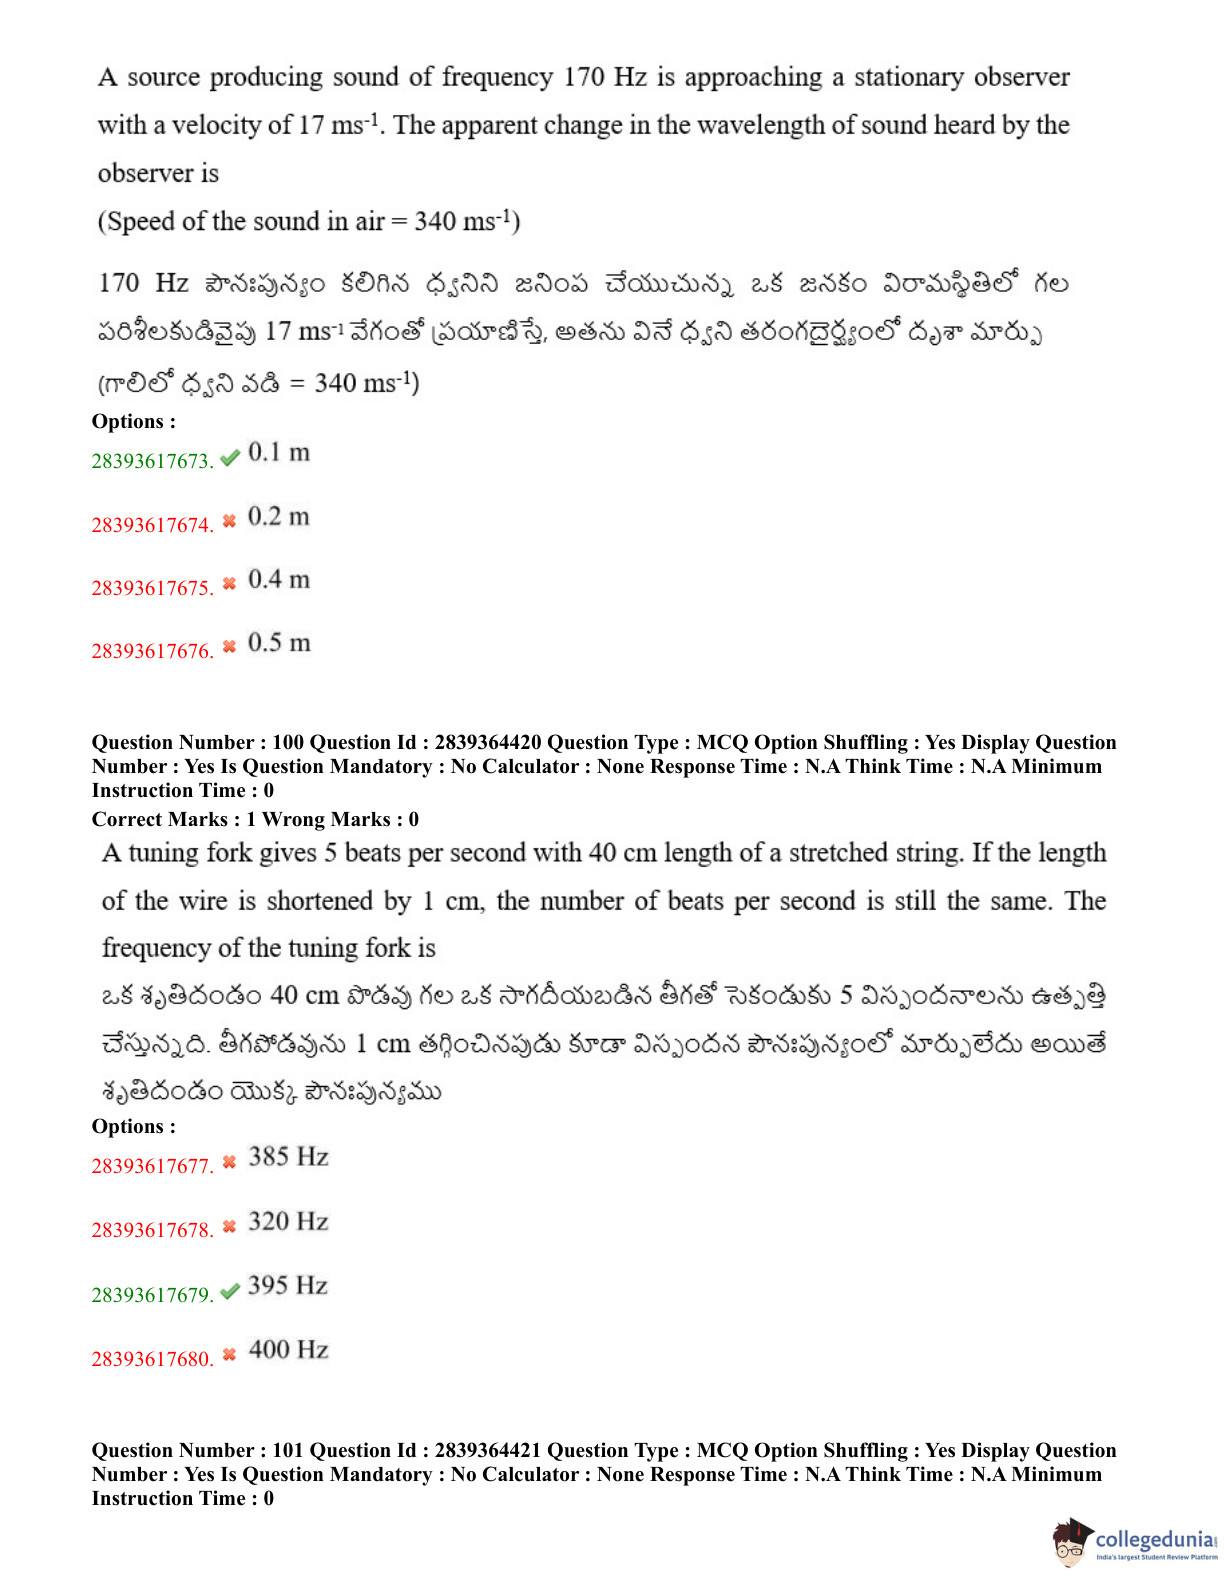 A source producing sound of frequency 170 Hz is approaching a stationary observer
with a velocity of 17 ms⁻¹. The apparent change in the wavelength of sound heard by the
observer is
(Speed of the sound in air = 340 ms⁻¹)
170 Hz పౌనఃపున్యం కలిగిన ధ్వనిని జనింప చేయుచున్న ఒక జనకం విరామస్థితిలో గల
పరిశీలకుడివైపు 17 ms⁻¹ వేగంతో ప్రయాణిస్తే, అతను వినే ధ్వని తరంగదైర్ఘ్యంలో దృశా మార్పు
(గాలిలో ధ్వని వడి = 340 ms⁻¹)
Options :
28393617673. ✔ 0.1 m
28393617674. ✖ 0.2 m
28393617675. ✖ 0.4 m
28393617676. ✖ 0.5 m
Question Number : 100 Question Id : 2839364420 Question Type : MCQ Option Shuffling : Yes Display Question
Number : Yes Is Question Mandatory : No Calculator : None Response Time : N.A Think Time : N.A Minimum
Instruction Time : 0
Correct Marks : 1 Wrong Marks : 0
A tuning fork gives 5 beats per second with 40 cm length of a stretched string. If the length
of the wire is shortened by 1 cm, the number of beats per second is still the same. The
frequency of the tuning fork is
ఒక శృతిదండం 40 cm పొడవు గల ఒక సాగదీయబడిన తీగతో సెకండుకు 5 విస్పందనాలను ఉత్పత్తి
చేస్తున్నది. తీగపోడవును 1 cm తగ్గించినపుడు కూడా విస్పందన పౌనఃపున్యంలో మార్పులేదు అయితే
శృతిదండం యొక్క పౌనఃపున్యము
Options :
28393617677. ✖ 385 Hz
28393617678. ✖ 320 Hz
28393617679. ✔ 395 Hz
28393617680. ✖ 400 Hz
Question Number : 101 Question Id : 2839364421 Question Type : MCQ Option Shuffling : Yes Display Question
Number : Yes Is Question Mandatory : No Calculator : None Response Time : N.A Think Time : N.A Minimum
Instruction Time : 0
collegedunia
India's largest Student Review Platform